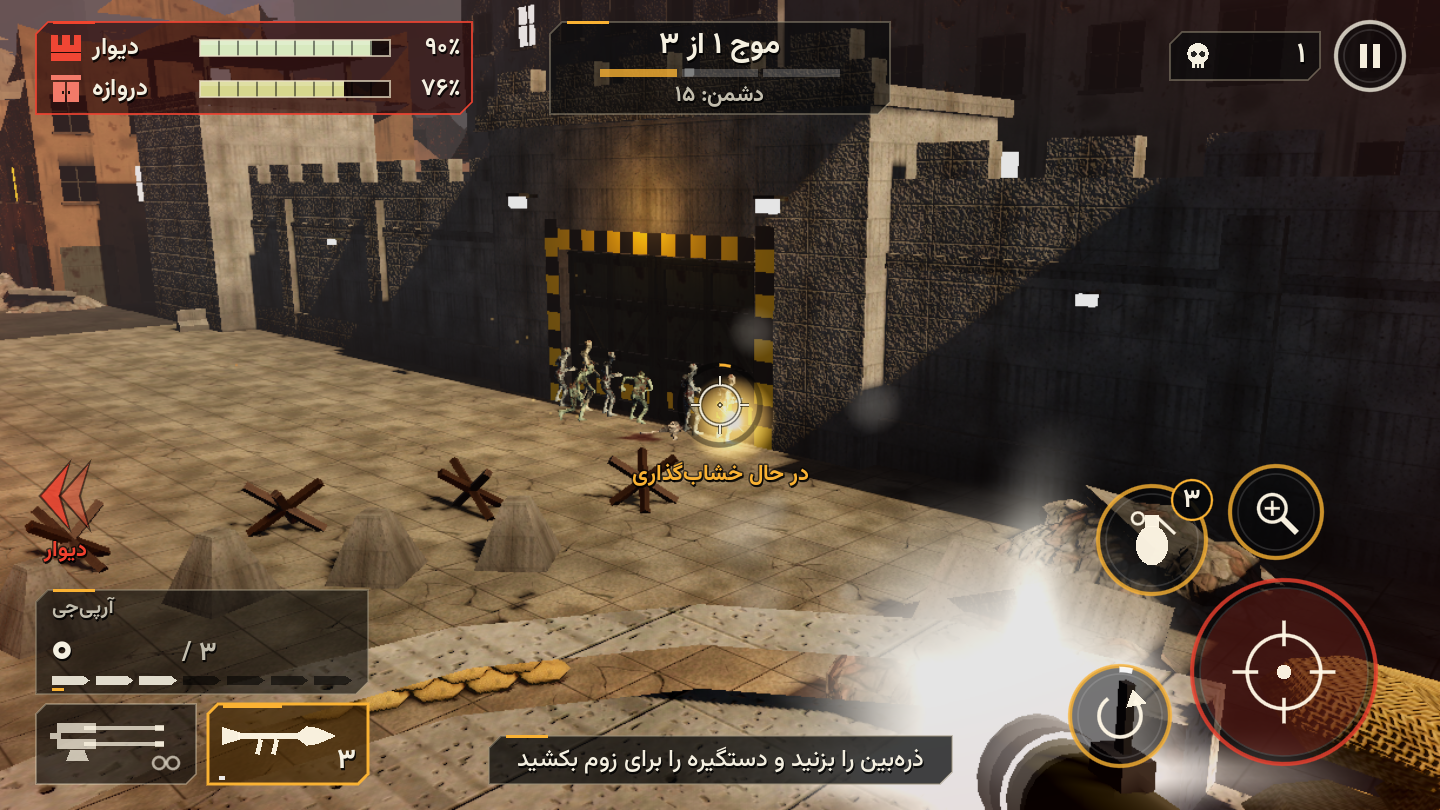 دیوار ۹۰٪
دروازه ۷۶٪
موج ۱ از ۳
دشمن: ۱۵
۱
در حال خشاب‌گذاری
دیوار
۳
آرپی‌جی
۰ / ۳
∞
۳
ذره‌بین را بزنید و دستگیره را برای زوم بکشید